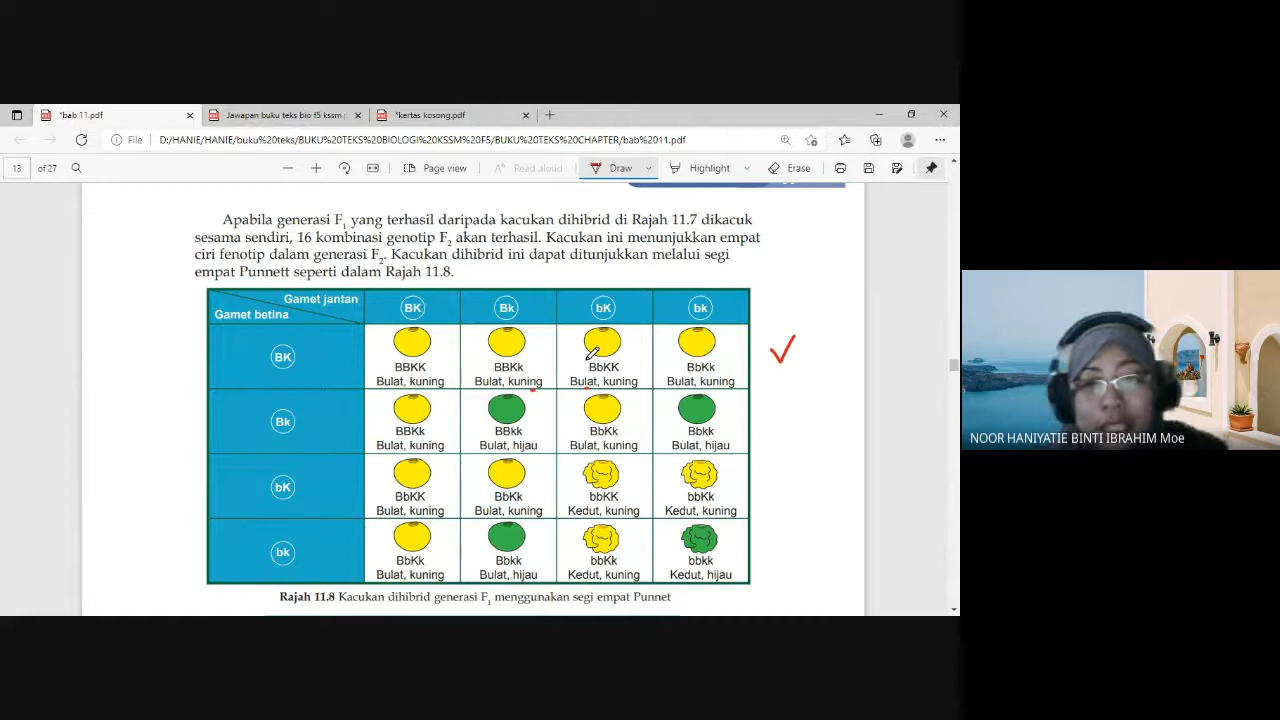 *bab 11.pdf
Jawapan buku teks bio f5 kssm.p
*kertas kosong.pdf
File
D:/HANIE/HANIE/buku%20teks/BUKU%20TEKS%20BIOLOGI%20KSSM%20F5/BUKU%20TEKS%20CHAPTER/bab%2011.pdf
13 of 27
Page view
Read aloud
Draw
Highlight
Erase
Apabila generasi F1 yang terhasil daripada kacukan dihibrid di Rajah 11.7 dikacuk
sesama sendiri, 16 kombinasi genotip F2 akan terhasil. Kacukan ini menunjukkan empat
ciri fenotip dalam generasi F2. Kacukan dihibrid ini dapat ditunjukkan melalui segi
empat Punnett seperti dalam Rajah 11.8.
Gamet jantan
Gamet betina
BK Bk bK bk
BK
BBKK BBKk BbKK BbKk
Bulat, kuning Bulat, kuning Bulat, kuning Bulat, kuning
Bk
BBKk BBkk BbKk Bbkk
Bulat, kuning Bulat, hijau Bulat, kuning Bulat, hijau
bK
BbKK BbKk bbKK bbKk
Bulat, kuning Bulat, kuning Kedut, kuning Kedut, kuning
bk
BbKk Bbkk bbKk bbkk
Bulat, kuning Bulat, hijau Kedut, kuning Kedut, hijau
Rajah 11.8 Kacukan dihibrid generasi F1 menggunakan segi empat Punnet
NOOR HANIYATIE BINTI IBRAHIM Moe